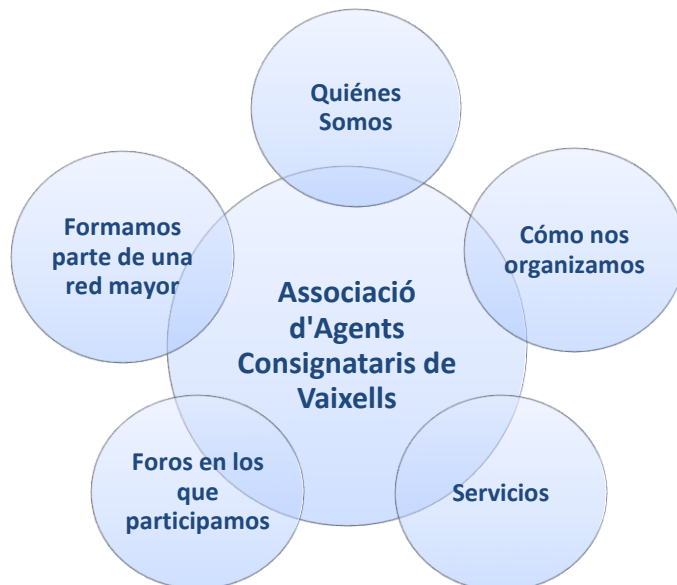 Quiénes
Somos
Formamos
parte de una
red mayor
Cómo nos
organizamos
Associació
d'Agents
Consignataris de
Vaixells
Foros en los
que
participamos
Servicios